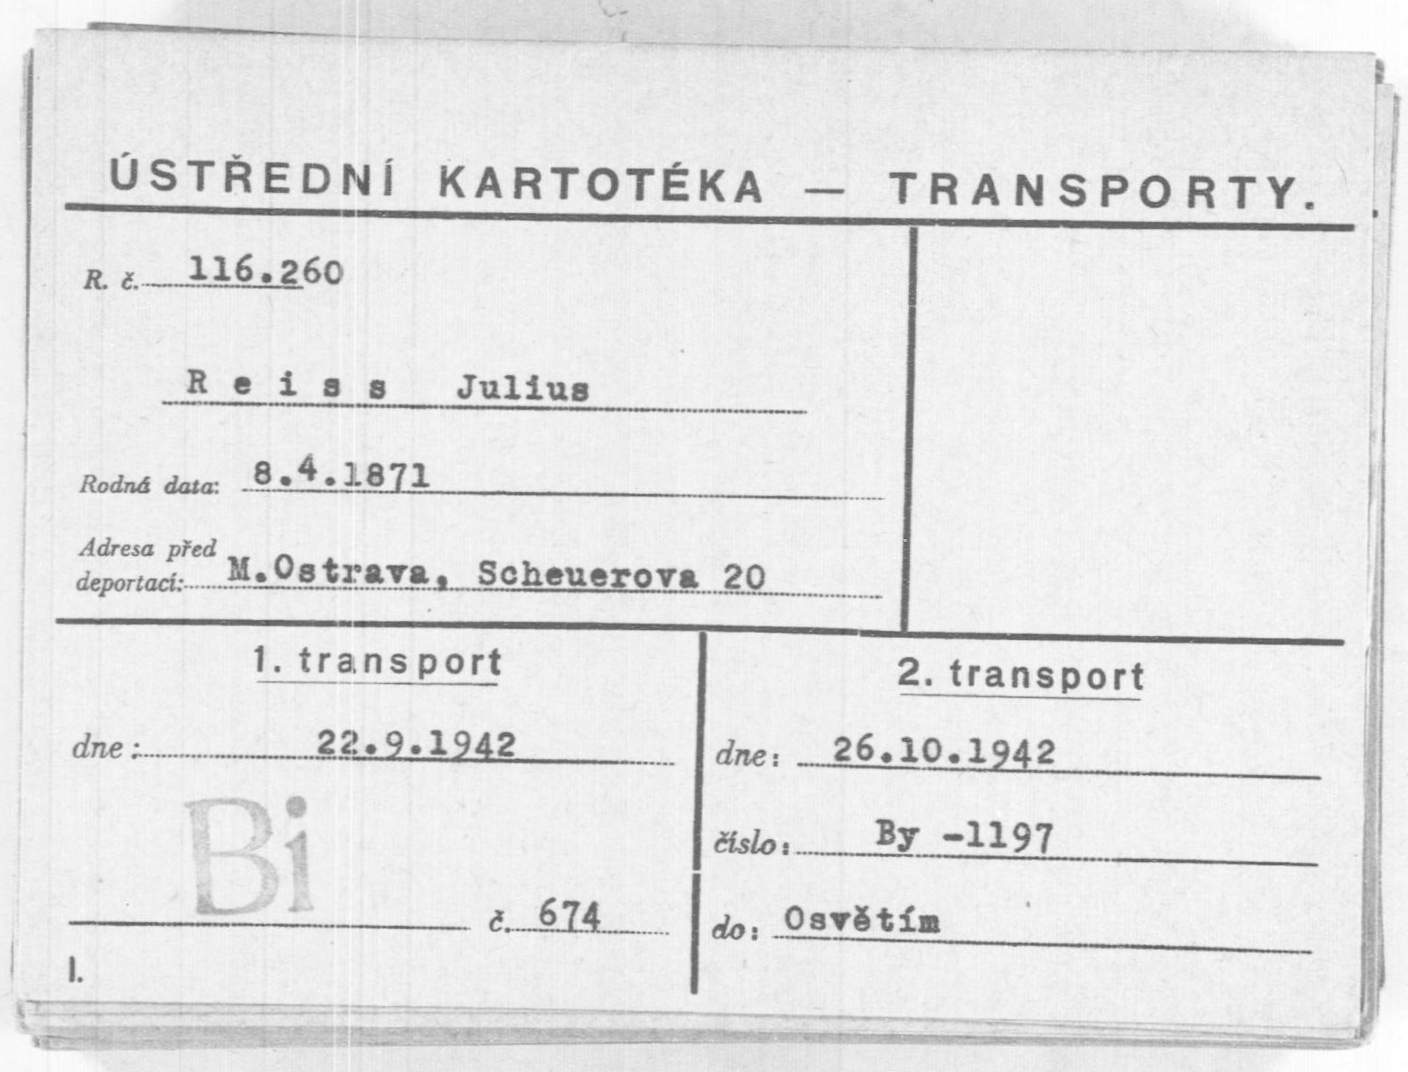 ÚSTŘEDNÍ KARTOTÉKA — TRANSPORTY.
R. č. 116.260
Reiss Julius
Rodná data: 8.4.1871
Adresa před
deportací: M.Ostrava, Scheuerova 20
1. transport
dne: 22.9.1942
Bi
č. 674
I.
2. transport
dne: 26.10.1942
číslo: By -1197
do: Osvětím